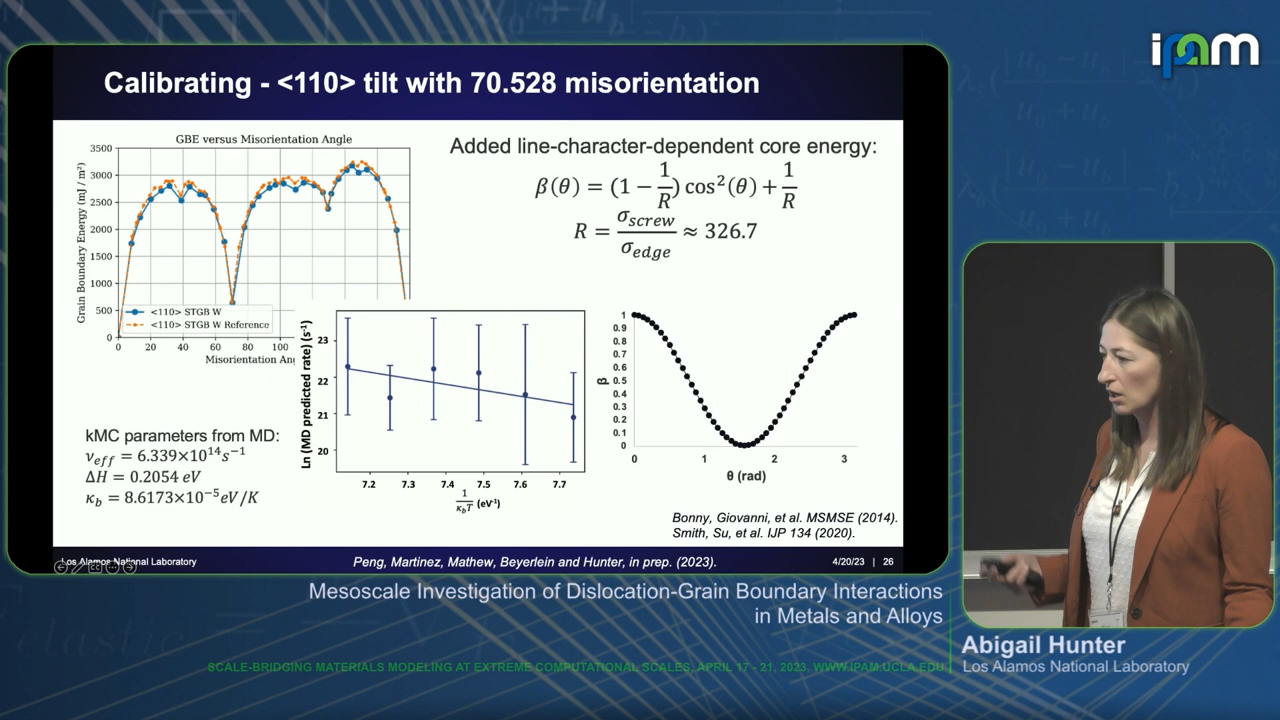 ipam
Calibrating - <110> tilt with 70.528 misorientation
GBE versus Misorientation Angle
Grain Boundary Energy (mJ / m²)
3500
3000
2500
2000
1500
1000
500
0
<110> STGB W
<110> STGB W Reference
0 20 40 60 80 100
Misorientation Ang
Added line-character-dependent core energy:
β(θ) = (1 − 1/R) cos²(θ) + 1/R
R = σ_screw/σ_edge ≈ 326.7
Ln (MD predicted rate) (s⁻¹)
23
22
21
20
7.2 7.3 7.4 7.5 7.6 7.7
1/κ_bT (eV⁻¹)
β
1
0.9
0.8
0.7
0.6
0.5
0.4
0.3
0.2
0.1
0
0 1 2 3
θ (rad)
kMC parameters from MD:
ν_eff = 6.339×10¹⁴s⁻¹
ΔH = 0.2054 eV
κ_b = 8.6173×10⁻⁵eV/K
Bonny, Giovanni, et al. MSMSE (2014).
Smith, Su, et al. IJP 134 (2020).
Los Alamos National Laboratory
Peng, Martinez, Mathew, Beyerlein and Hunter, in prep. (2023).
4/20/23 | 26
Mesoscale Investigation of Dislocation-Grain Boundary Interactions
in Metals and Alloys
Abigail Hunter
Los Alamos National Laboratory
SCALE-BRIDGING MATERIALS MODELING AT EXTREME COMPUTATIONAL SCALES, APRIL 17 - 21, 2023, WWW.IPAM.UCLA.EDU